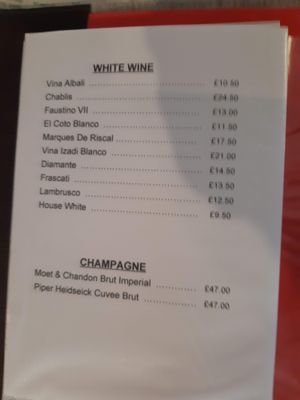 WHITE WINE
Vina Albali ........................ £10.50
Chablis ........................ £24.50
Faustino VII ........................ £13.00
El Coto Blanco ........................ £11.50
Marques De Riscal ........................ £17.50
Vina Izadi Blanco ........................ £21.00
Diamante ........................ £14.50
Frascati ........................ £13.50
Lambrusco ........................ £12.50
House White ........................ £9.50
CHAMPAGNE
Moet & Chandon Brut Imperial ............ £47.00
Piper Heidseick Cuvee Brut ............... £47.00